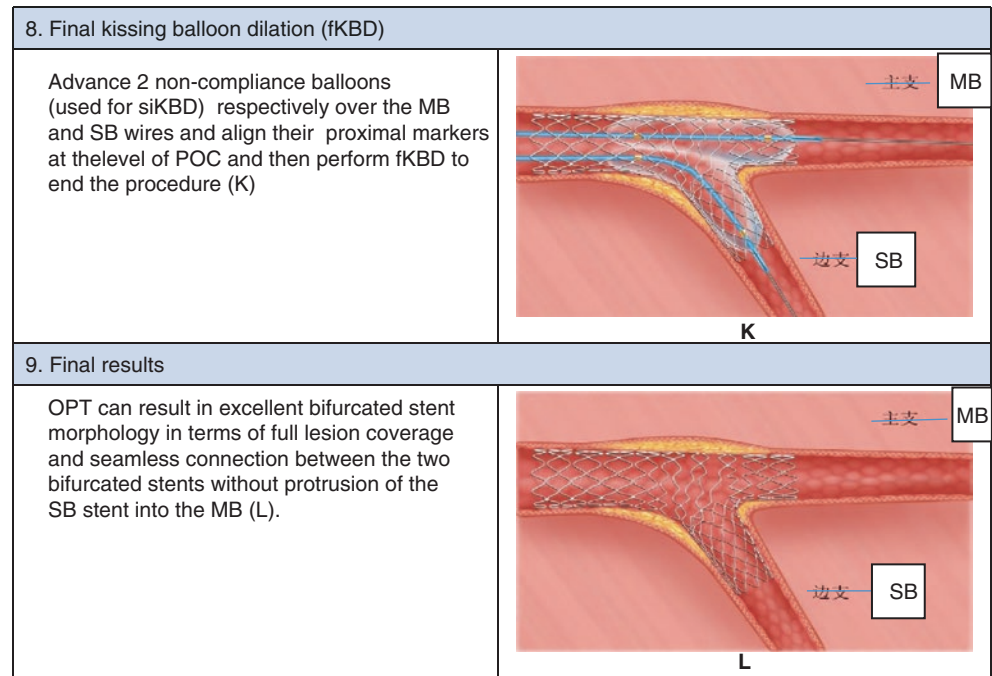 8. Final kissing balloon dilation (fKBD)
Advance 2 non-compliance balloons
(used for siKBD) respectively over the MB
and SB wires and align their proximal markers
at thelevel of POC and then perform fKBD to
end the procedure (K)
主支 MB
边支 SB
K
9. Final results
OPT can result in excellent bifurcated stent
morphology in terms of full lesion coverage
and seamless connection between the two
bifurcated stents without protrusion of the
SB stent into the MB (L).
主支 MB
边支 SB
L